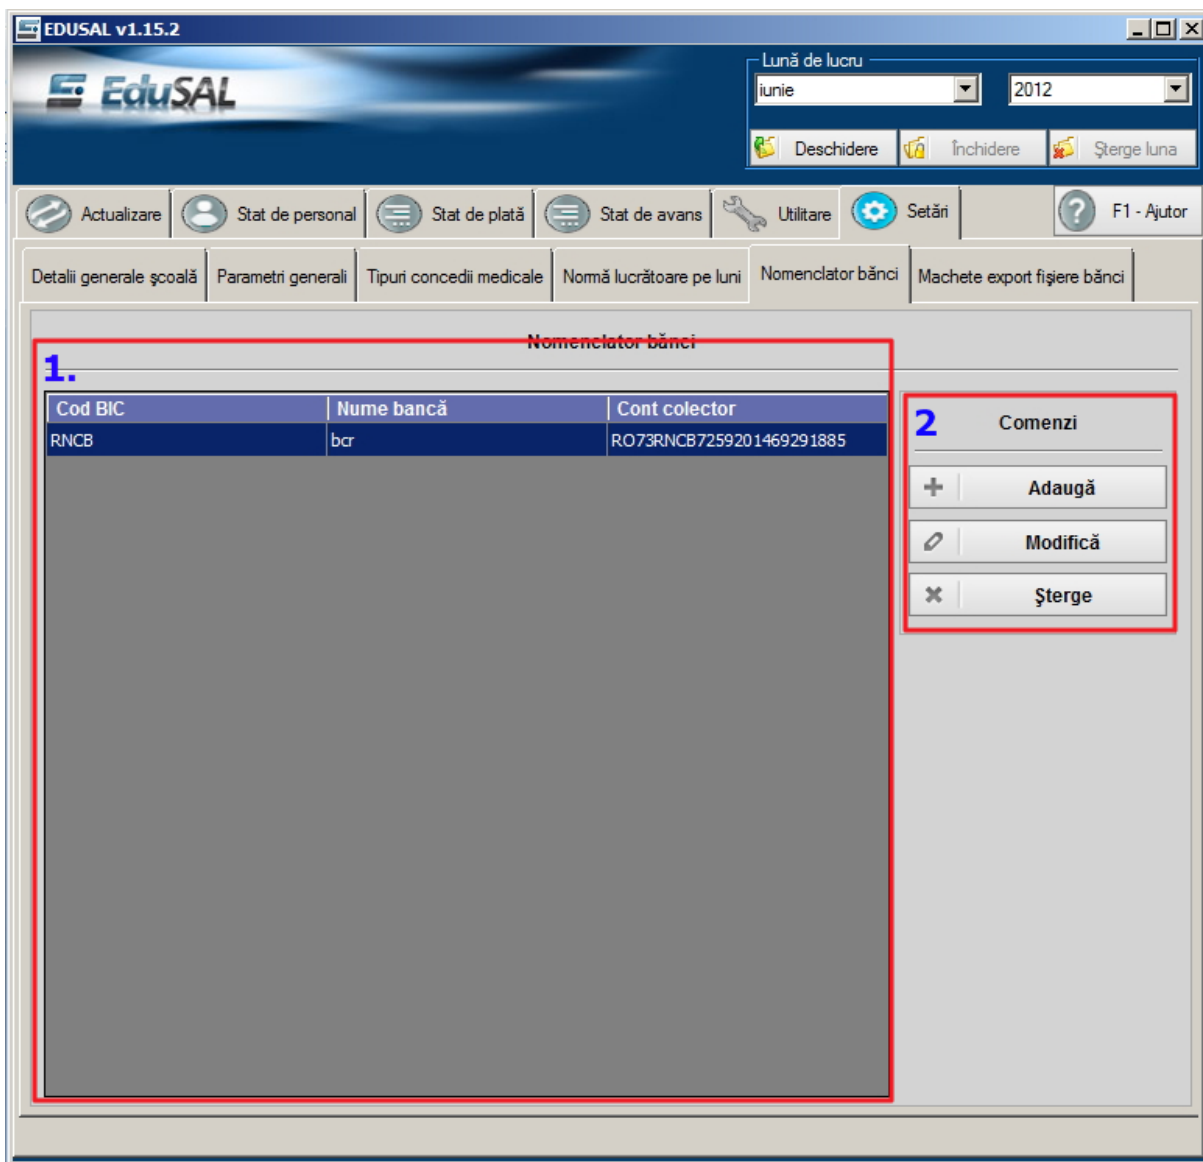 EDUSAL v1.15.2
EduSAL
Lună de lucru
iunie 2012
Deschidere Închidere Şterge luna
Actualizare Stat de personal Stat de plată Stat de avans Utilitare Setări F1 - Ajutor
Detalii generale şcoală Parametri generali Tipuri concedii medicale Normă lucrătoare pe luni Nomenclator bănci Machete export fişiere bănci
Nomenclator bănci
1.
Cod BIC Nume bancă Cont colector
RNCB bcr RO73RNCB7259201469291885
2 Comenzi
Adaugă
Modifică
Şterge